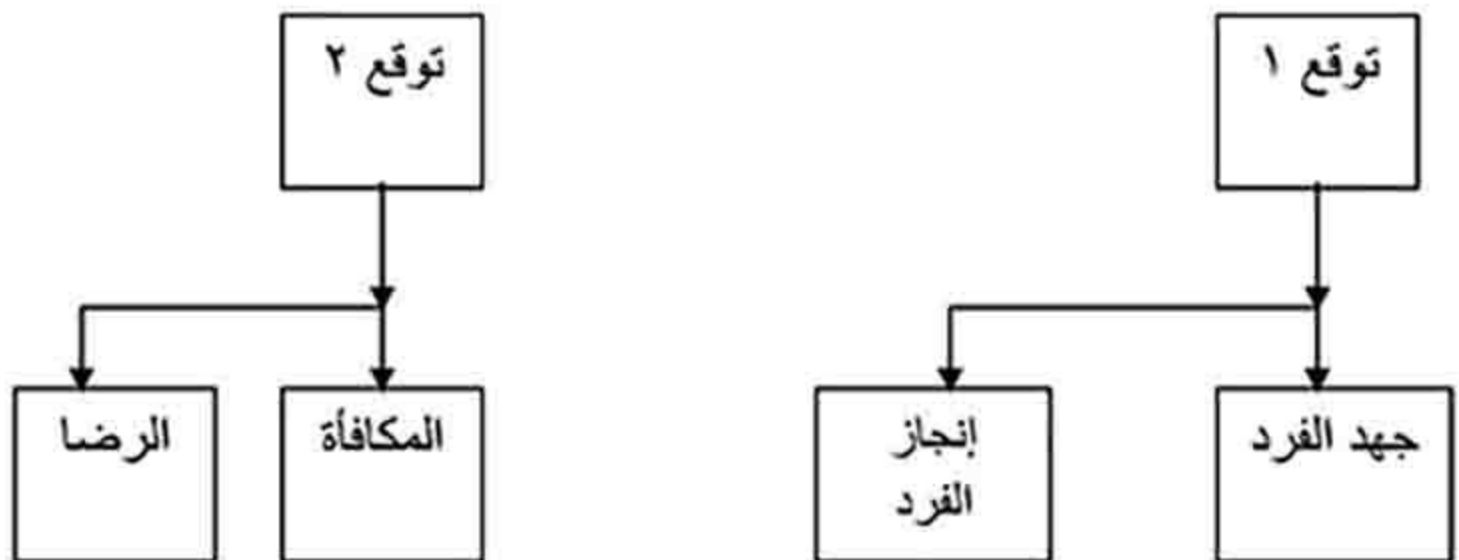 توقع ١
توقع ٢
جهد الفرد
إنجاز
الفرد
المكافأة
الرضا